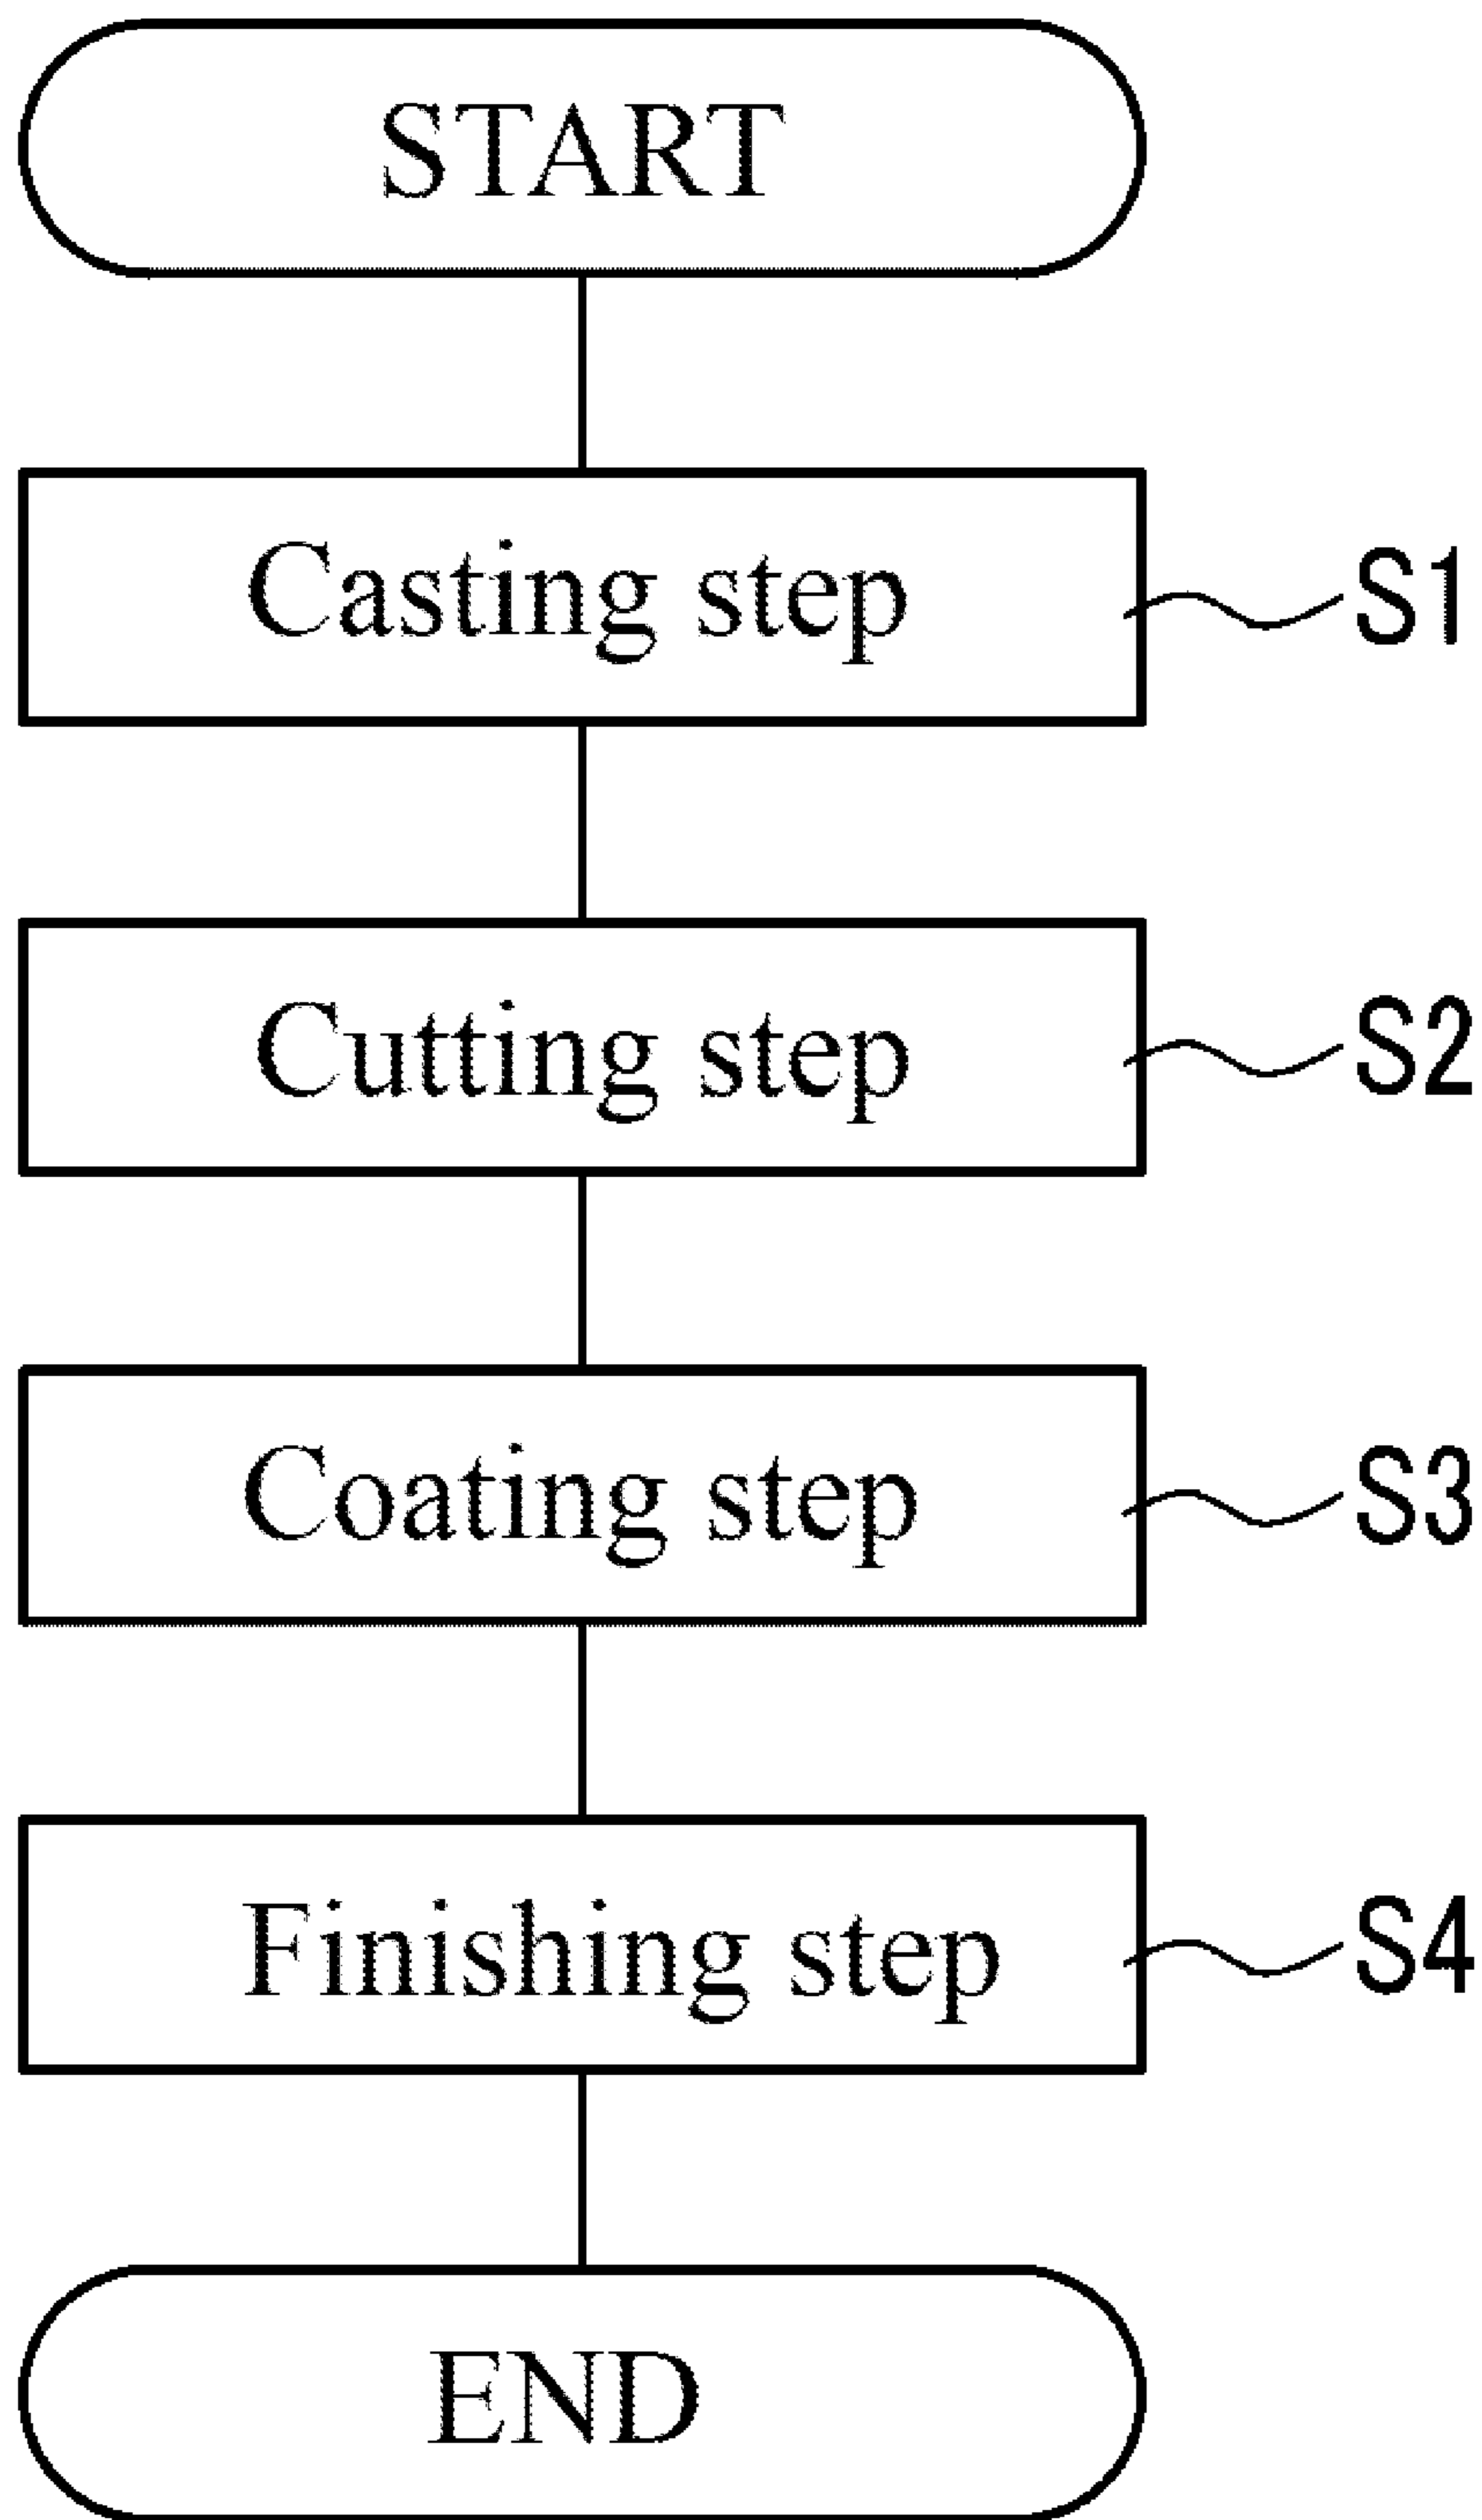 START
Casting step S1
Cutting step S2
Coating step S3
Finishing step S4
END